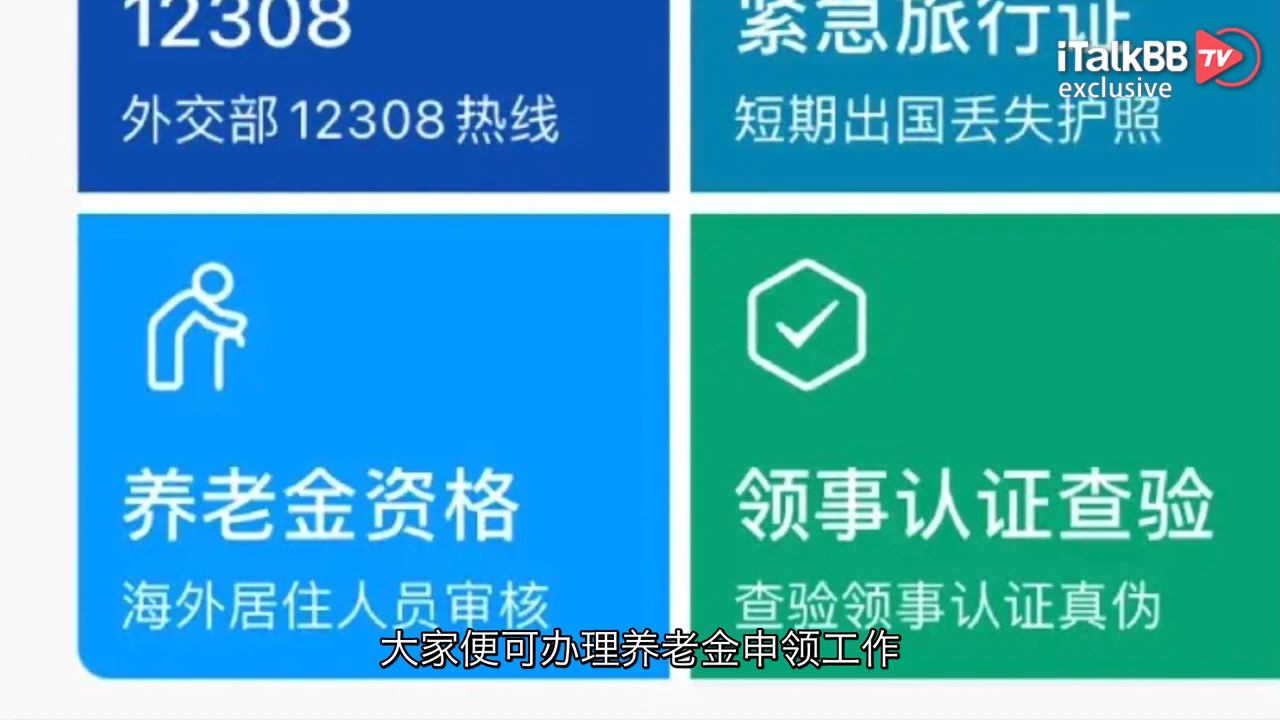 12308
紧急旅行证
iTalkBB TV
exclusive
外交部12308热线
短期出国丢失护照
养老金资格
领事认证查验
海外居住人员审核
查验领事认证真伪
大家便可办理养老金申领工作